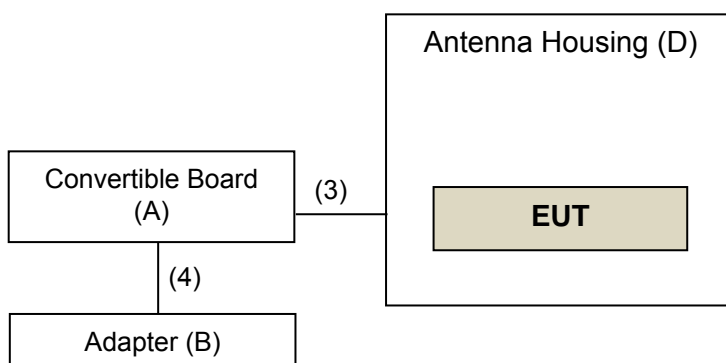 Antenna Housing (D)
Convertible Board
(A)
(3)
EUT
(4)
Adapter (B)